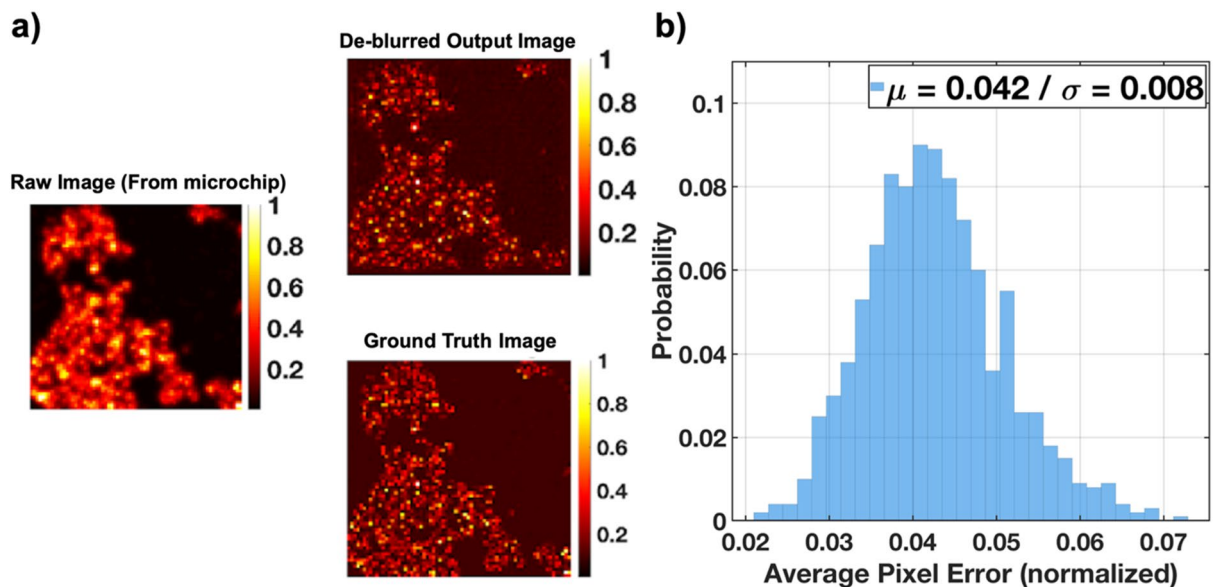 a)
Raw Image (From microchip)
1
0.8
0.6
0.4
0.2
De-blurred Output Image
1
0.8
0.6
0.4
0.2
Ground Truth Image
1
0.8
0.6
0.4
0.2
b)
μ = 0.042 / σ = 0.008
Probability
0.1
0.08
0.06
0.04
0.02
0
0.02 0.03 0.04 0.05 0.06 0.07
Average Pixel Error (normalized)